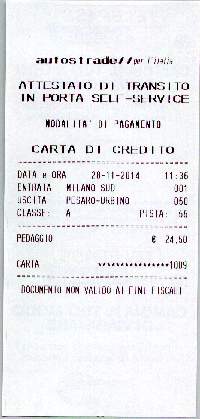 autostrade//per l'italia
ATTESTATO DI TRANSITO
IN PORTA SELF-SERVICE
MODALITA' DI PAGAMENTO
CARTA DI CREDITO
DATA e ORA 28-11-2014 11:36
ENTRATA MILANO SUD 001
USCITA PESARO-URBINO 050
CLASSE: A PISTA: 55
PEDAGGIO € 24,50
CARTA ***************1009
DOCUMENTO NON VALIDO AI FINI FISCALI